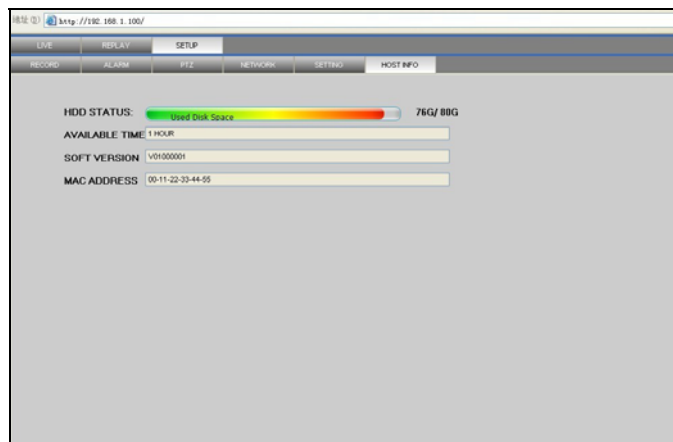 地址(D) http://192.168.1.100/
LIVE REPLAY SETUP
RECORD ALARM PTZ NETWORK SETTING HOST INFO
HDD STATUS: Used Disk Space 76G/80G
AVAILABLE TIME 1 HOUR
SOFT VERSION V01000001
MAC ADDRESS 00-11-22-33-44-55